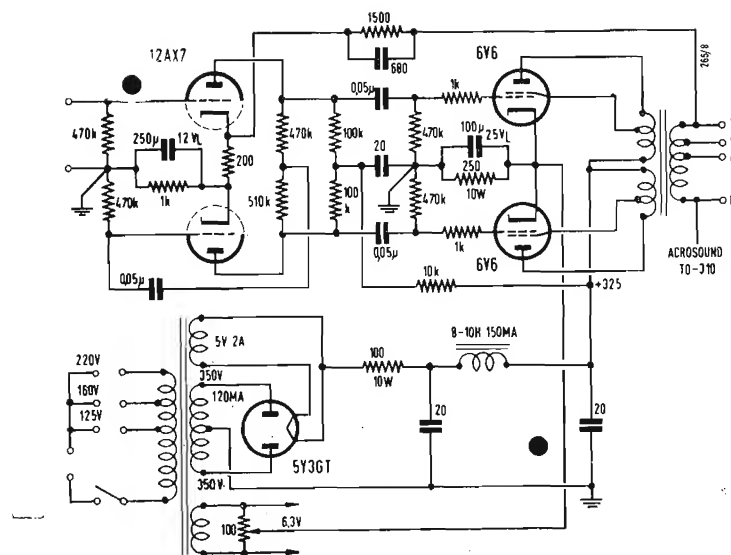 1500
12AX7
680
6V6
265/8
0,05µ
1k
470k
250µ
12V
470k
100k
470k
100µ
25V
20
200
250
10W
1k
510k
100
k
470k
470k
1k
0,05µ
6V6
0,05µ
ACROSOUND
TO-310
10k
+325
8-10H 150MA
5V 2A
220V
350V
100
10W
160V
120MA
125V
20
20
5Y3GT
350V
100
6,3V